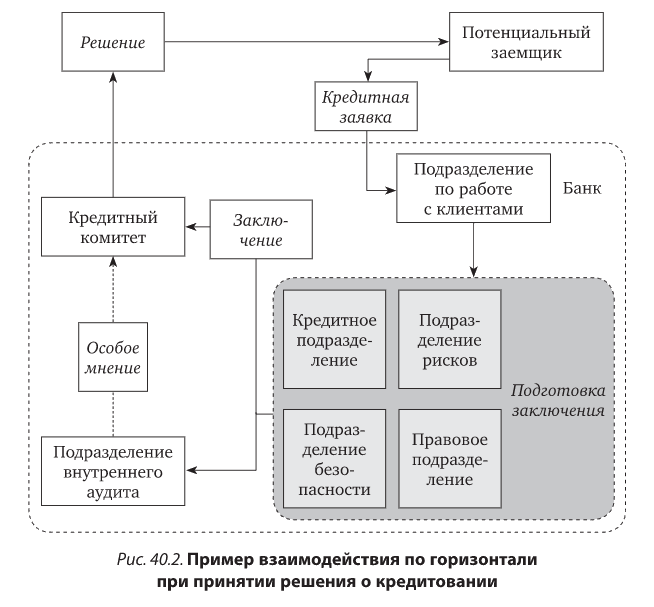 Решение
Потенциальный
заемщик
Кредитная
заявка
Подразделение
по работе
с клиентами
Банк
Кредитный
комитет
Заклю-
чение
Кредитное
подразде-
ление
Подраз-
деление
рисков
Особое
мнение
Подготовка
заключения
Подразделение
внутреннего
аудита
Подраз-
деление
безо-
пасности
Правовое
подразде-
ление
Рис. 40.2. Пример взаимодействия по горизонтали
при принятии решения о кредитовании